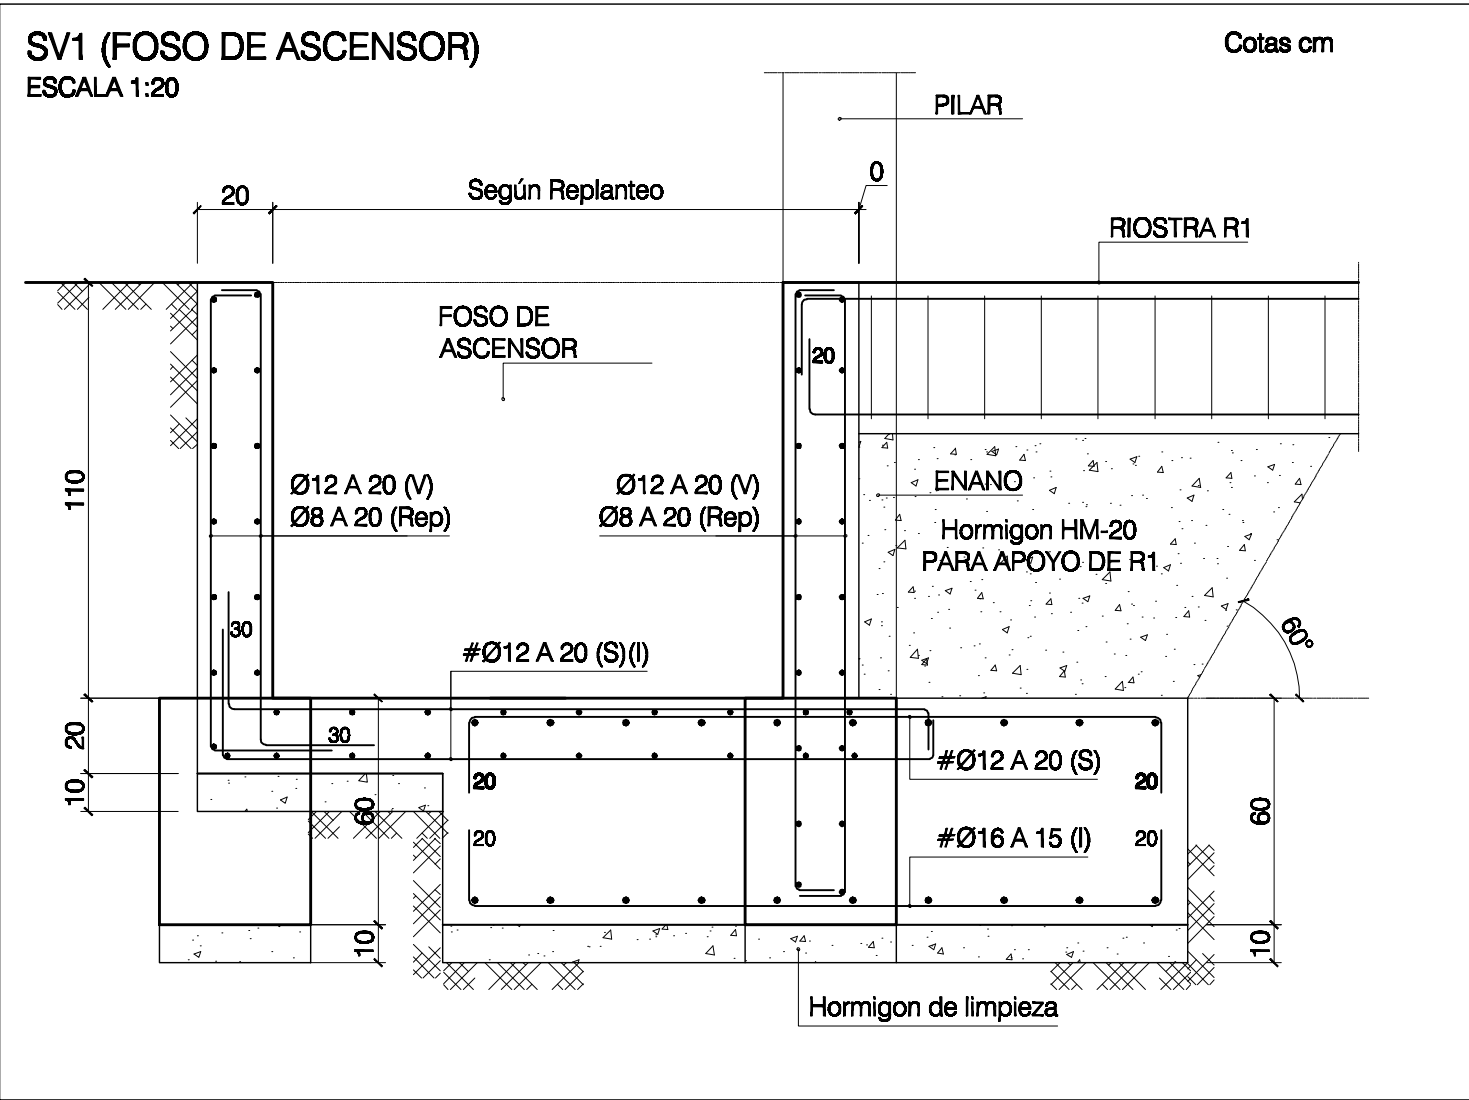 SV1 (FOSO DE ASCENSOR)
Cotas cm
ESCALA 1:20
PILAR
0
20
Según Replanteo
RIOSTRA R1
FOSO DE
ASCENSOR
20
110
Ø12 A 20 (V)
Ø8 A 20 (Rep)
Ø12 A 20 (V)
Ø8 A 20 (Rep)
ENANO
Hormigon HM-20
PARA APOYO DE R1
30
60º
#Ø12 A 20 (S)(I)
20
30
#Ø12 A 20 (S)
20
20
10
60
60
20
#Ø16 A 15 (I)
20
10
10
Hormigon de limpieza